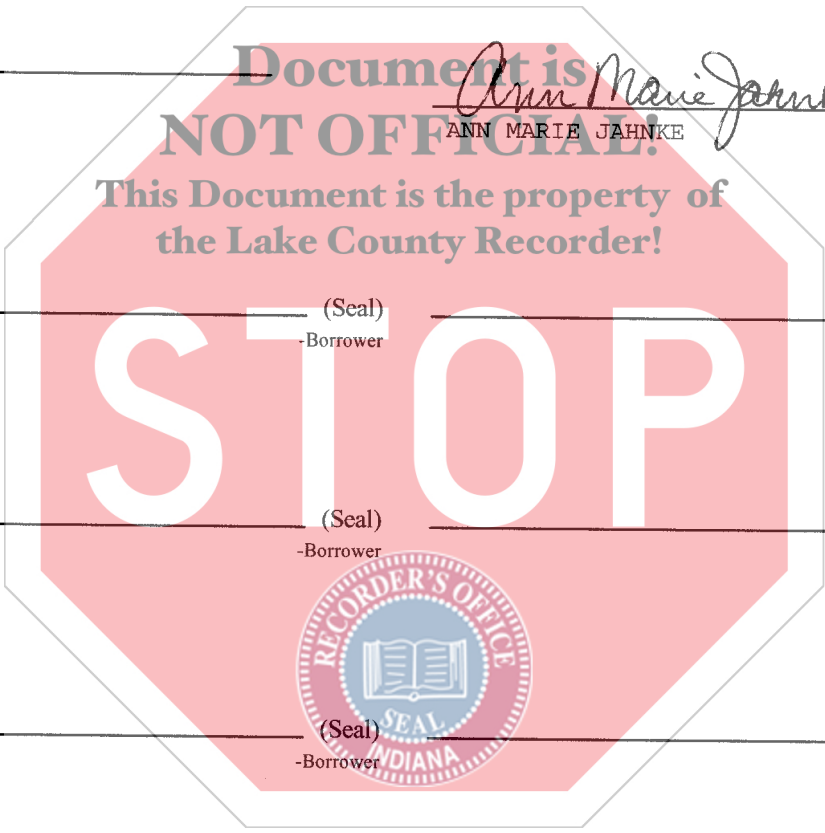 Document is
Ann Marie Jahnk
NOT OFFICIAL!
ANN MARIE JAHNKE
This Document is the property of
the Lake County Recorder!
(Seal)
-Borrower
STOP
(Seal)
-Borrower
RECORDER'S OFFICE
SEAL
(Seal)
INDIANA
-Borrower